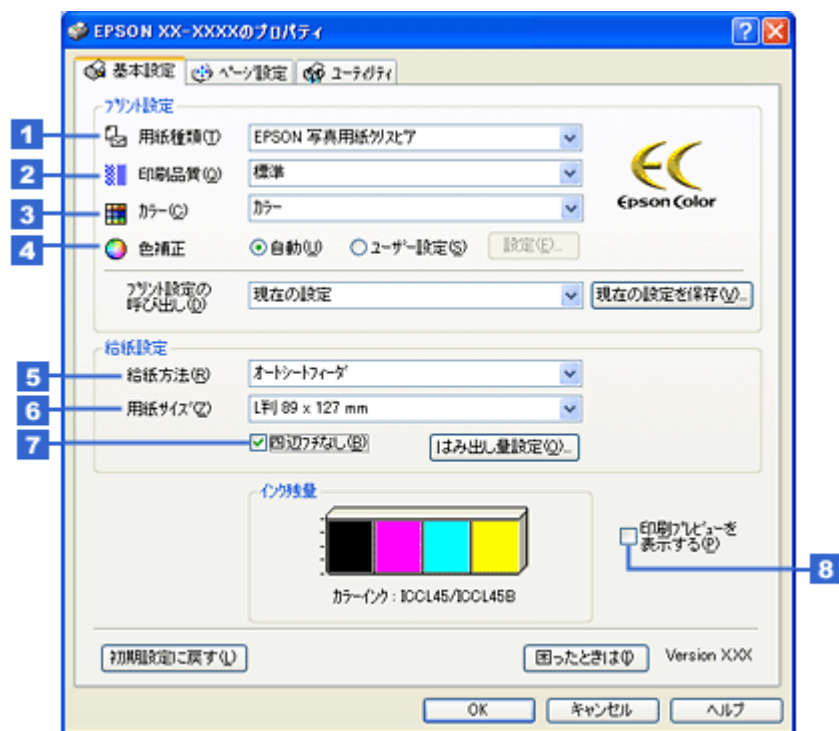 EPSON XX-XXXXのプロパティ
基本設定 ページ設定 ユーティリティ
プリント設定
1 用紙種類(T) EPSON 写真用紙クリスピア
2 印刷品質(Q) 標準
3 カラー(C) カラー
Epson Color
4 色補正 自動(U) ユーザー設定(S) 設定(E)...
プリント設定の
呼び出し(D) 現在の設定 現在の設定を保存(V)...
給紙設定
5 給紙方法(R) オートシートフィーダ
6 用紙サイズ(Z) L判 89 x 127 mm
7 四辺フチなし(B) はみ出し量設定(O)...
インク残量
印刷プレビューを
表示する(P)
8
カラーインク : ICCL45/ICCL45B
初期設定に戻す(L) 困ったときは(I) Version XXX
OK キャンセル ヘルプ